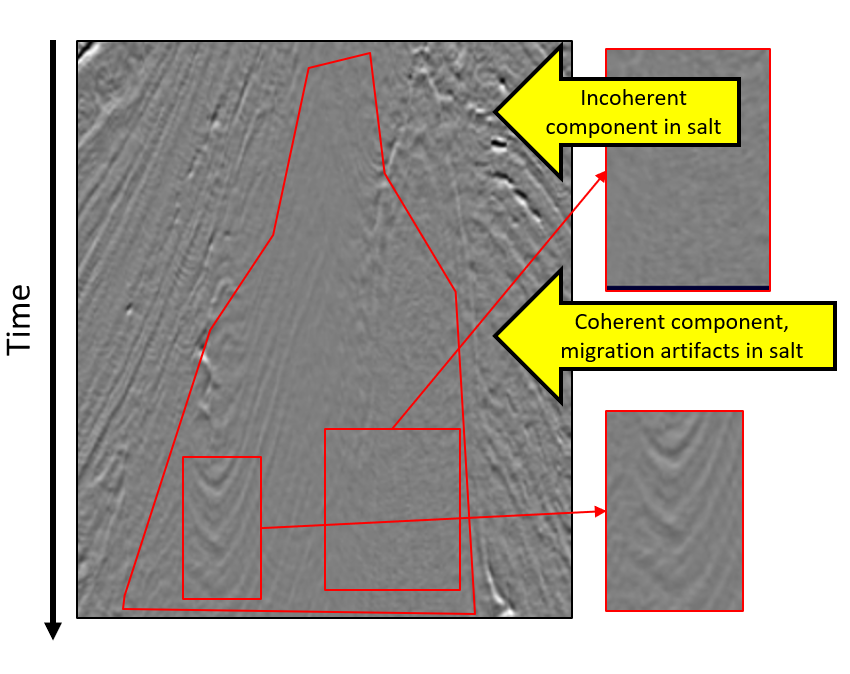 Time
Incoherent
component in salt
Coherent component,
migration artifacts in salt